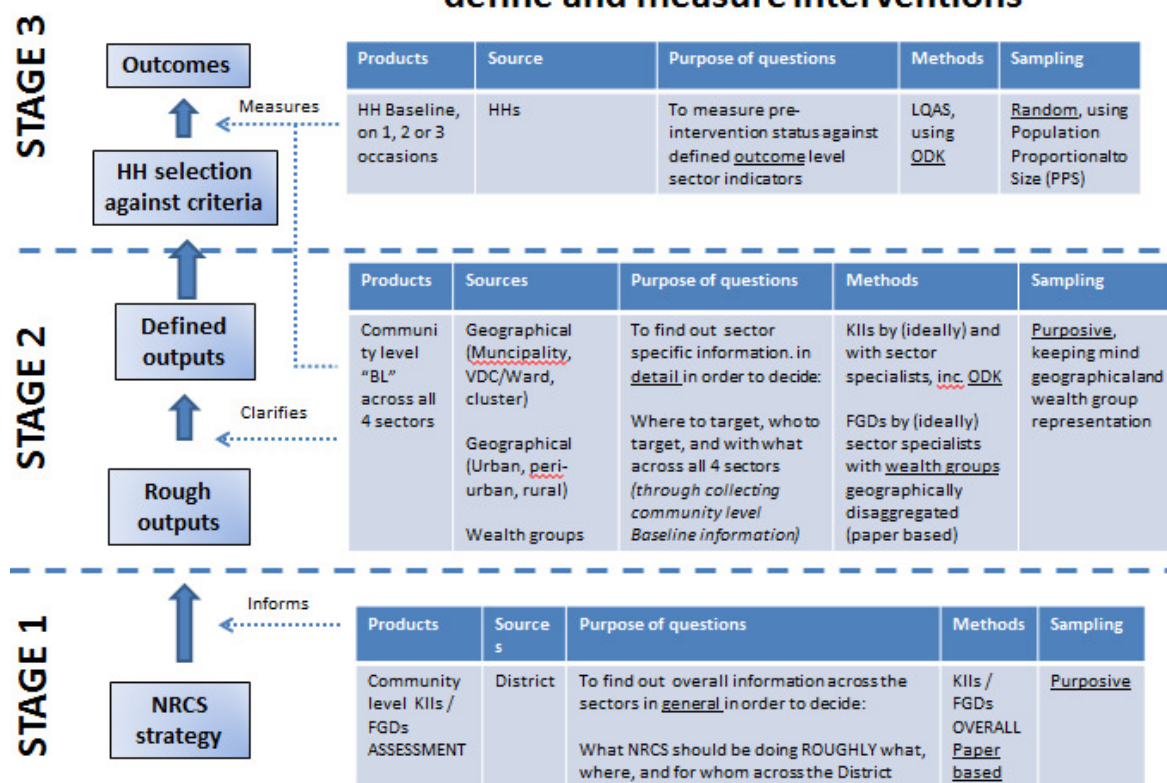 define and measure interventions
STAGE 3
Outcomes
Measures
HH selection
against criteria
Products
Source
Purpose of questions
Methods
Sampling
HH Baseline,
on 1, 2 or 3
occasions
HHs
To measure pre-
intervention status against
defined outcome level
sector indicators
LQAS,
using
ODK
Random, using
Population
Proportionalto
Size (PPS)
STAGE 2
Defined
outputs
Clarifies
Rough
outputs
Products
Sources
Purpose of questions
Methods
Sampling
Communi
ty level
"BL"
across all
4 sectors
Geographical
(Muncipality,
VDC/Ward,
cluster)
Geographical
(Urban, peri-
urban, rural)
Wealth groups
To find out sector
specific information. in
detail in order to decide:
Where to target, who to
target, and with what
across all 4 sectors
(through collecting
community level
Baseline information)
KIIs by (ideally) and
with sector
specialists, inc. ODK
FGDs by (ideally)
sector specialists
with wealth groups
geographically
disaggregated
(paper based)
Purposive,
keeping mind
geographicaland
wealth group
representation
STAGE 1
Informs
NRCS
strategy
Products
Source
s
Purpose of questions
Methods
Sampling
Community
level KIIs /
FGDs
ASSESSMENT
District
To find out overall information across the
sectors in general in order to decide:
What NRCS should be doing ROUGHLY what,
where, and for whom across the District
KIIs /
FGDs
OVERALL
Paper
based
Purposive